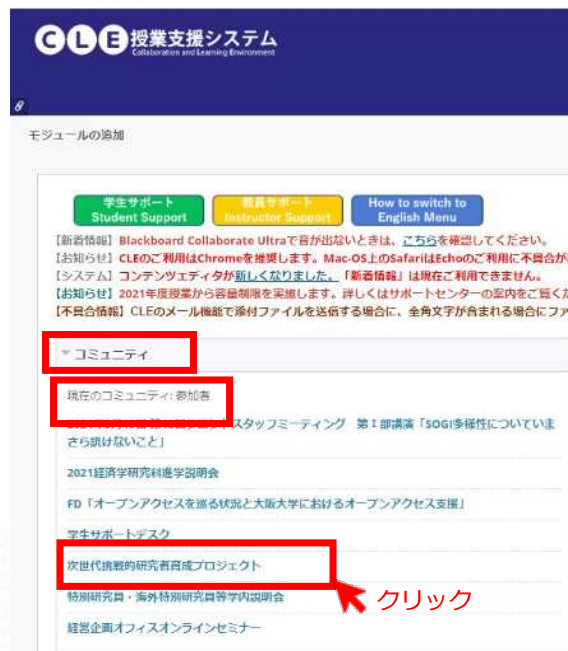 CLE授業支援システム
Collaboration and Learning Environment
モジュールの追加
学生サポート
Student Support
教員サポート
Instructor Support
How to switch to
English Menu
【新着情報】Blackboard Collaborate Ultraで音が出ないときは、こちらを確認してください。
【お知らせ】CLEのご利用はChromeを推奨します。Mac-OS上のSafariはEchoのご利用に不具合が
【システム】コンテンツエディタが新しくなりました。「新着情報」は現在ご利用できません。
【お知らせ】2021年度授業から容量制限を実施します。詳しくはサポートセンターの案内をご覧くだ
【不具合情報】CLEのメール機能で添付ファイルを送信する場合に、全角文字が含まれる場合にファ
コミュニティ
現在のコミュニティ: 参加者
スタッフミーティング 第Ⅰ部講演「SOGI多様性についていま
さら訊けないこと」
2021経済学研究科進学説明会
FD「オープンアクセスを巡る状況と大阪大学におけるオープンアクセス支援」
学生サポートデスク
次世代挑戦的研究者育成プロジェクト
特別研究員・海外特別研究員等学内説明会
クリック
経営企画オフィスオンラインセミナー